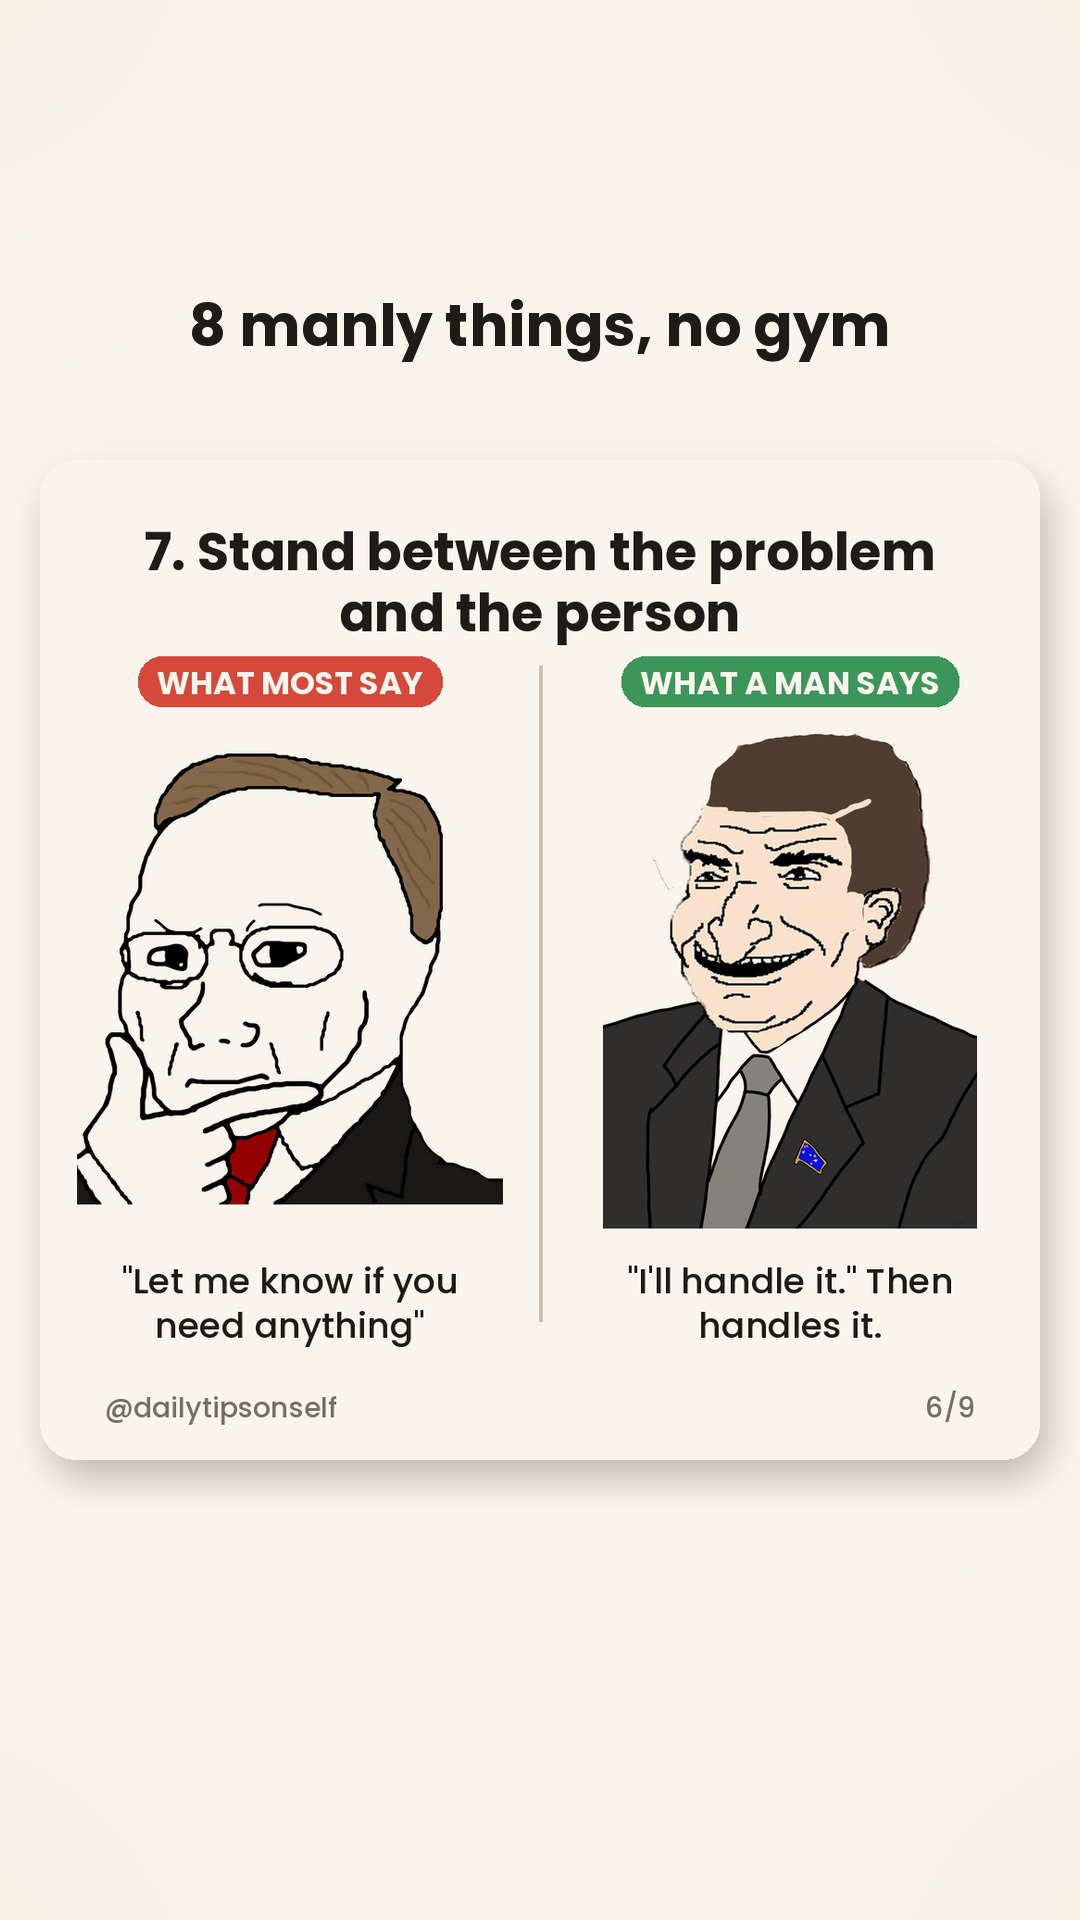 8 manly things, no gym
7. Stand between the problem
and the person
WHAT MOST SAY
WHAT A MAN SAYS
"Let me know if you
need anything"
"I'll handle it." Then
handles it.
@dailytipsonself
6/9